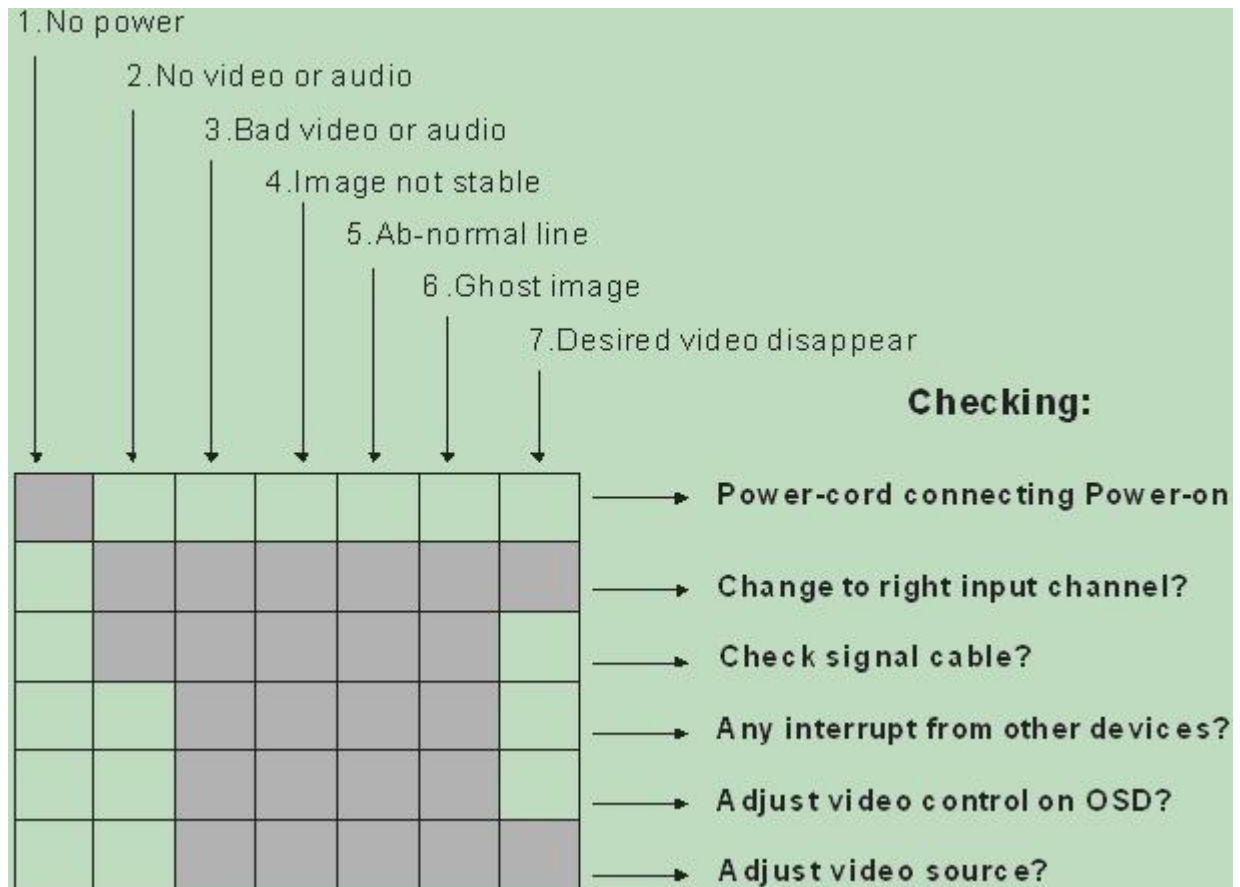 1.No power
2.No video or audio
3.Bad video or audio
4.Image not stable
5.Ab-normal line
6.Ghost image
7.Desired video disappear
Checking:
Power-cord connecting Power-on
Change to right input channel?
Check signal cable?
Any interrupt from other devices?
Adjust video control on OSD?
Adjust video source?